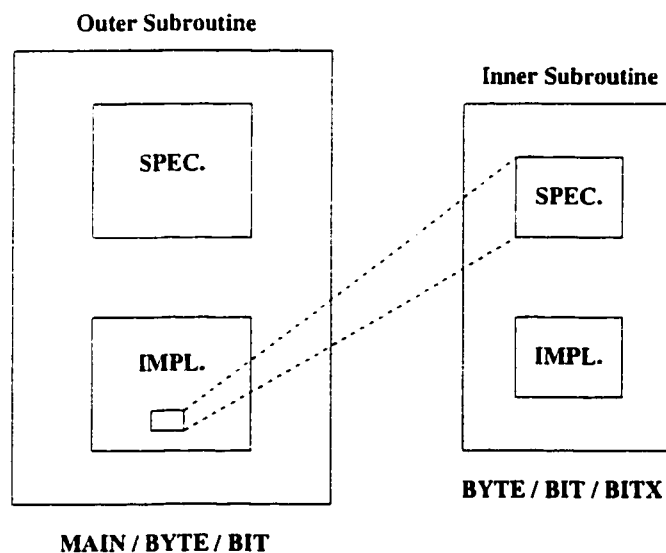 Outer Subroutine
SPEC.
IMPL.
MAIN / BYTE / BIT
Inner Subroutine
SPEC.
IMPL.
BYTE / BIT / BITX